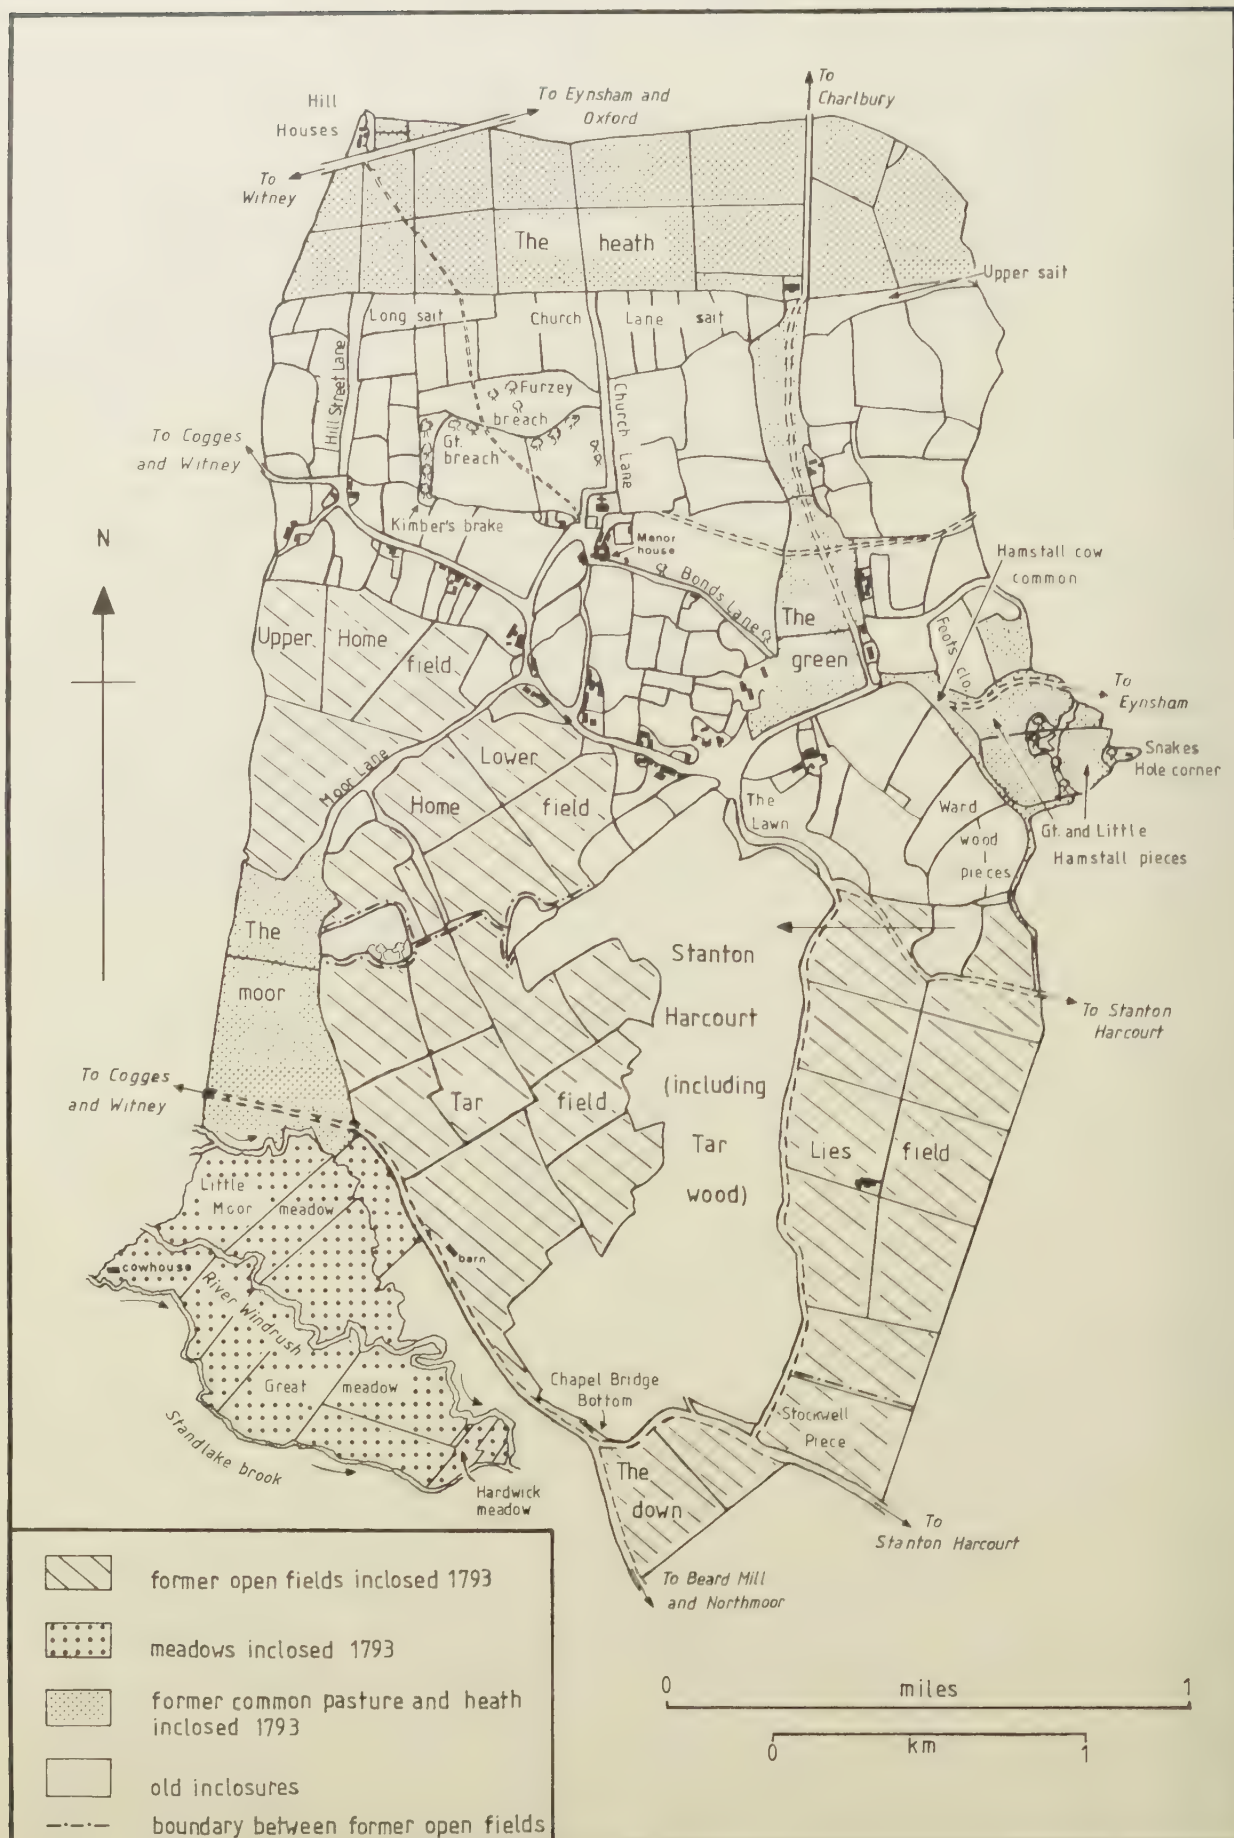 Hill
Houses
To Eynsham and
Oxford
To
Charlbury
To
Witney
The heath
Upper sait
Long sait
Church Lane sait
Hill Street Lane
Furzey
breach
Gt.
breach
Church Lane
To Cogges
and Witney
Kimber's brake
Manor
house
N
Bonds Lane
Hamstall cow
common
The
green
Foots clo.
To
Eynsham
Upper Home
field
Snakes
Hole corner
Moor Lane
Lower
Home field
The
Lawn
Ward
wood
pieces
Gt. and Little
Hamstall pieces
The
moor
Stanton
Harcourt
(including
Tar
wood)
To Stanton
Harcourt
To Cogges
and Witney
Tar field
Lies field
Little
Moor meadow
barn
cowhouse
River Windrush
Great meadow
Chapel Bridge
Bottom
Stockwell
Piece
Standlake brook
Hardwick
meadow
The
down
To
Stanton Harcourt
To Beard Mill
and Northmoor
former open fields inclosed 1793
meadows inclosed 1793
former common pasture and heath
inclosed 1793
old inclosures
boundary between former open fields
0 miles 1
0 km 1